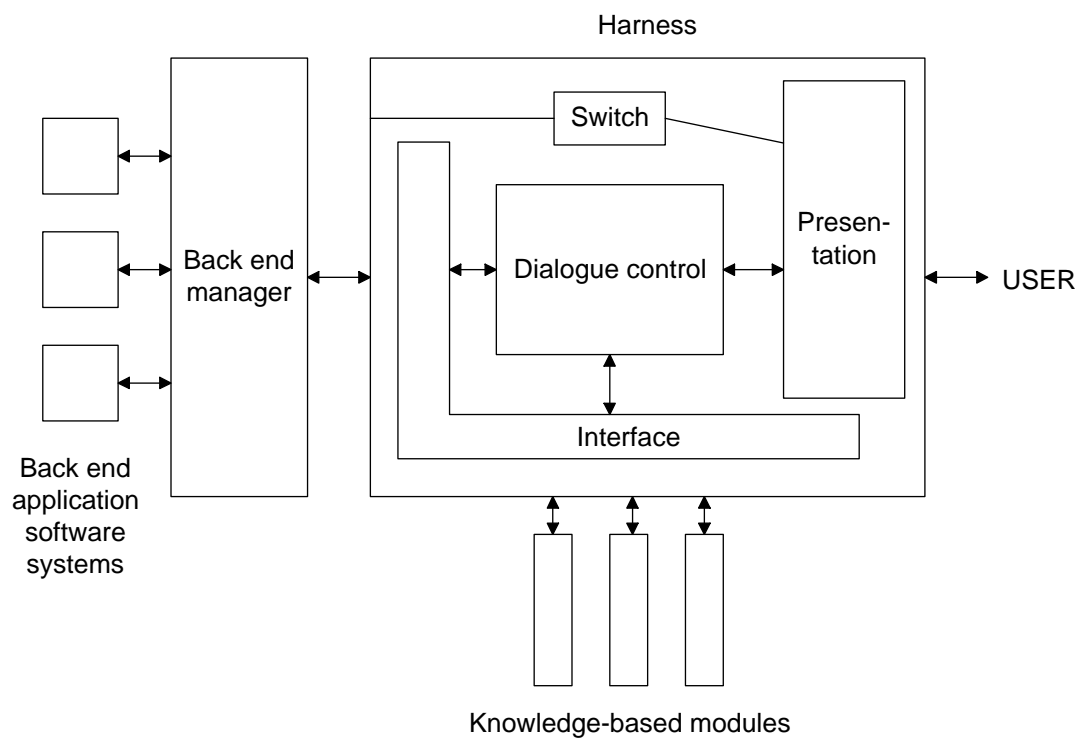 Harness
Switch
Presen-
tation
Back end
manager
Dialogue control
USER
Interface
Back end
application
software
systems
Knowledge-based modules